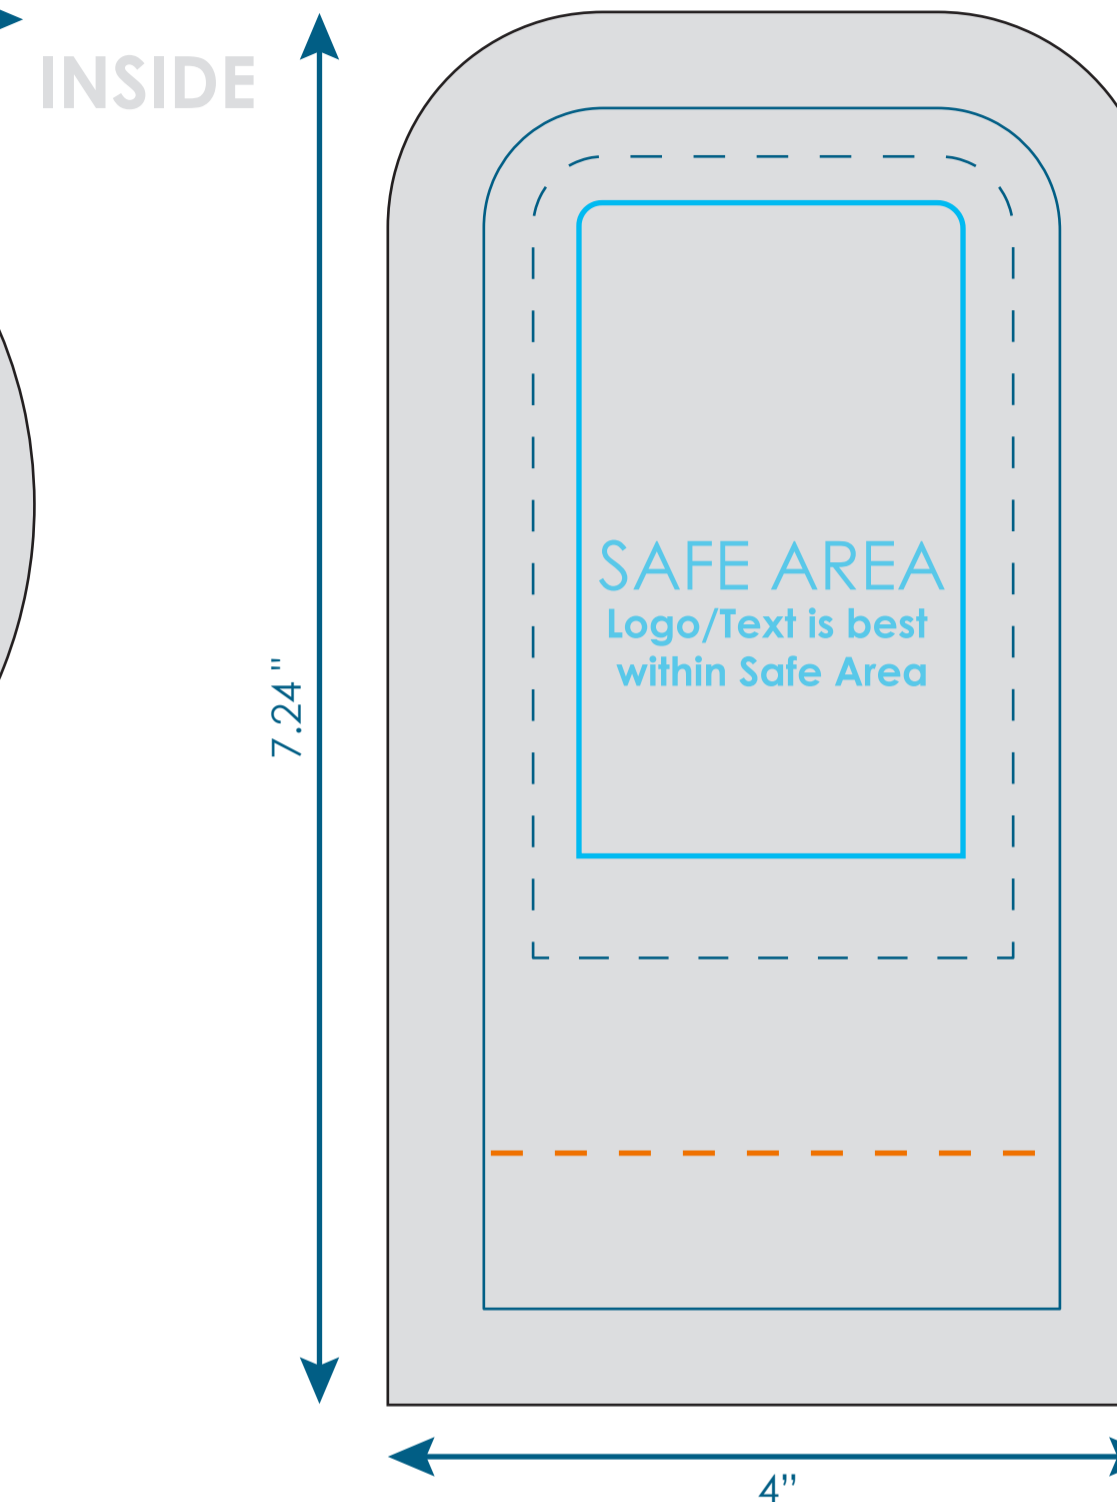 INSIDE
7.24"
SAFE AREA
Logo/Text is best
within Safe Area
4"